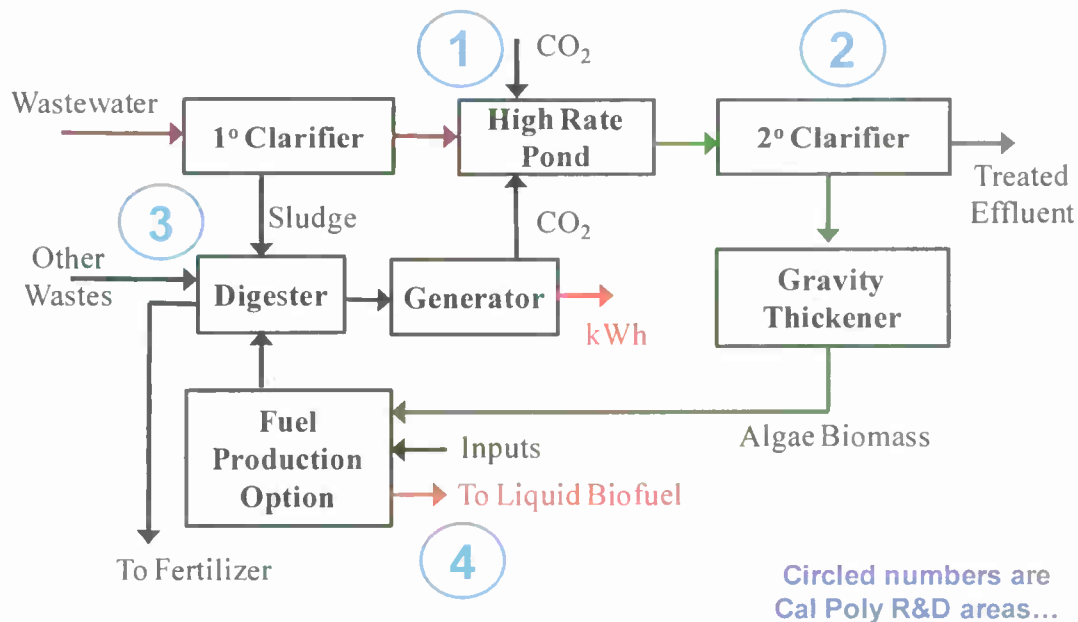 1
CO₂
2
Wastewater
1º Clarifier
High Rate
Pond
2º Clarifier
Treated
Effluent
3
Sludge
CO₂
Other
Wastes
Digester
Generator
kWh
Gravity
Thickener
Fuel
Production
Option
Inputs
To Liquid Biofuel
Algae Biomass
4
To Fertilizer
Circled numbers are
Cal Poly R&D areas...